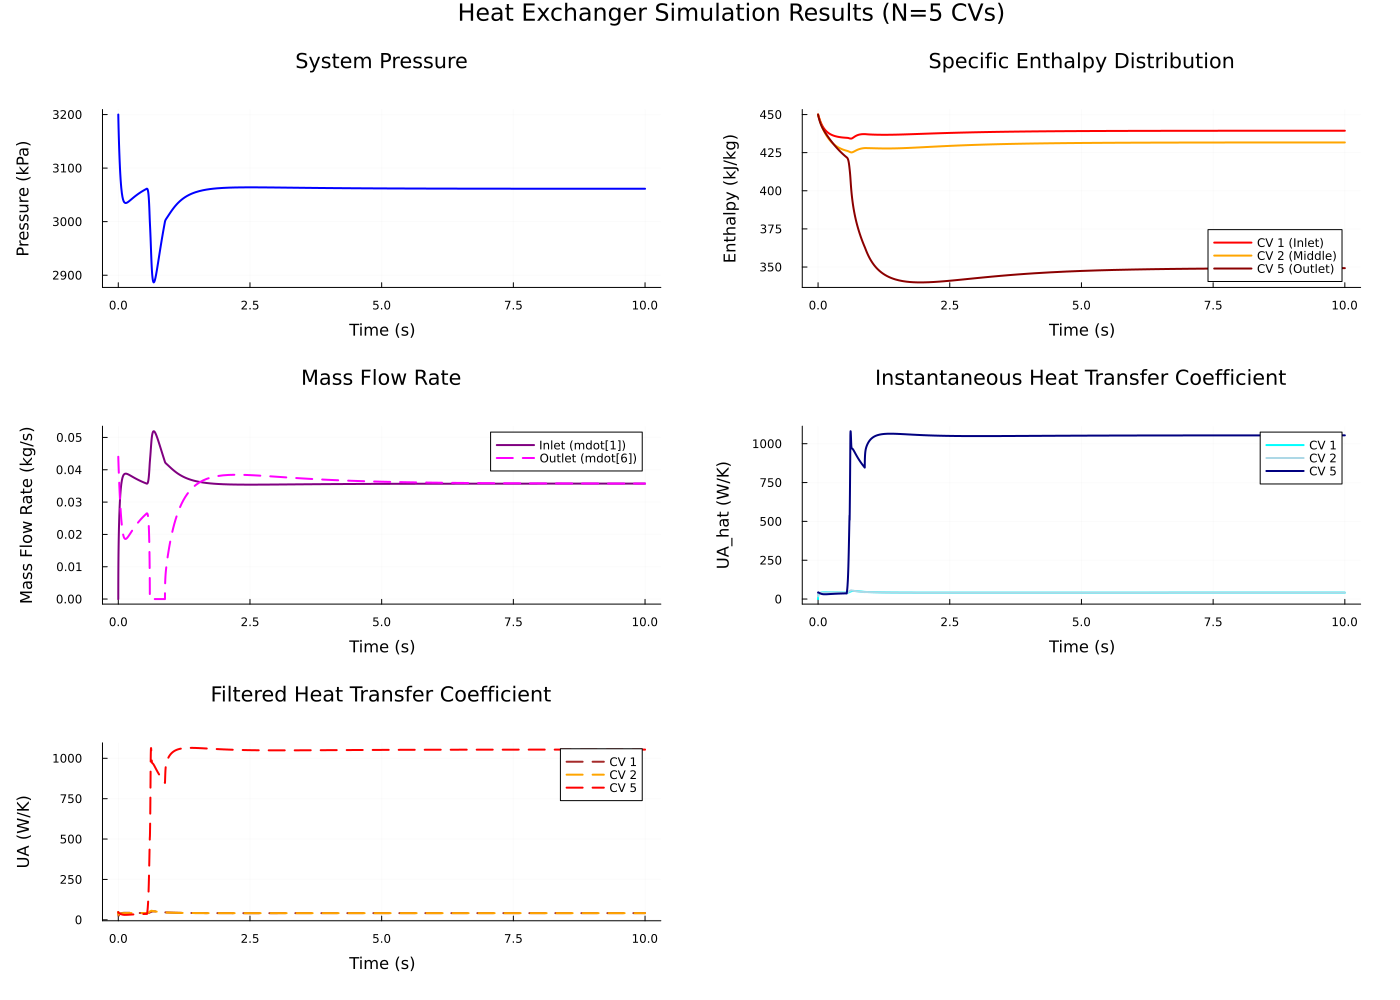 Heat Exchanger Simulation Results (N=5 CVs)
System Pressure
Pressure (kPa)
3200
3100
3000
2900
0.0 2.5 5.0 7.5 10.0
Time (s)
Specific Enthalpy Distribution
Enthalpy (kJ/kg)
450
425
400
375
350
CV 1 (Inlet)
CV 2 (Middle)
CV 5 (Outlet)
0.0 2.5 5.0 7.5 10.0
Time (s)
Mass Flow Rate
Mass Flow Rate (kg/s)
0.05
0.04
0.03
0.02
0.01
0.00
Inlet (mdot[1])
Outlet (mdot[6])
0.0 2.5 5.0 7.5 10.0
Time (s)
Instantaneous Heat Transfer Coefficient
UA_hat (W/K)
1000
750
500
250
0
CV 1
CV 2
CV 5
0.0 2.5 5.0 7.5 10.0
Time (s)
Filtered Heat Transfer Coefficient
UA (W/K)
1000
750
500
250
0
CV 1
CV 2
CV 5
0.0 2.5 5.0 7.5 10.0
Time (s)